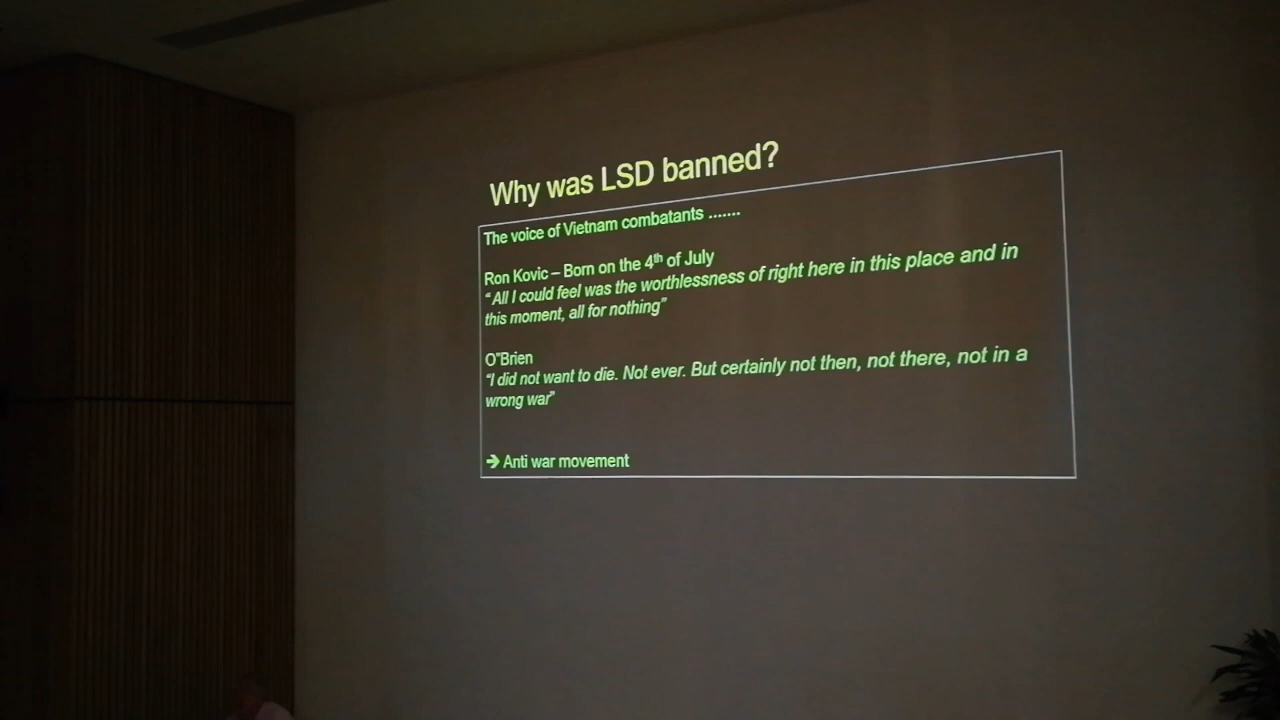 Why was LSD banned?
The voice of Vietnam combatants .......
Ron Kovic – Born on the 4th of July
“ All I could feel was the worthlessness of right here in this place and in
this moment, all for nothing”
O”Brien
“I did not want to die. Not ever. But certainly not then, not there, not in a
wrong war”
➔ Anti war movement